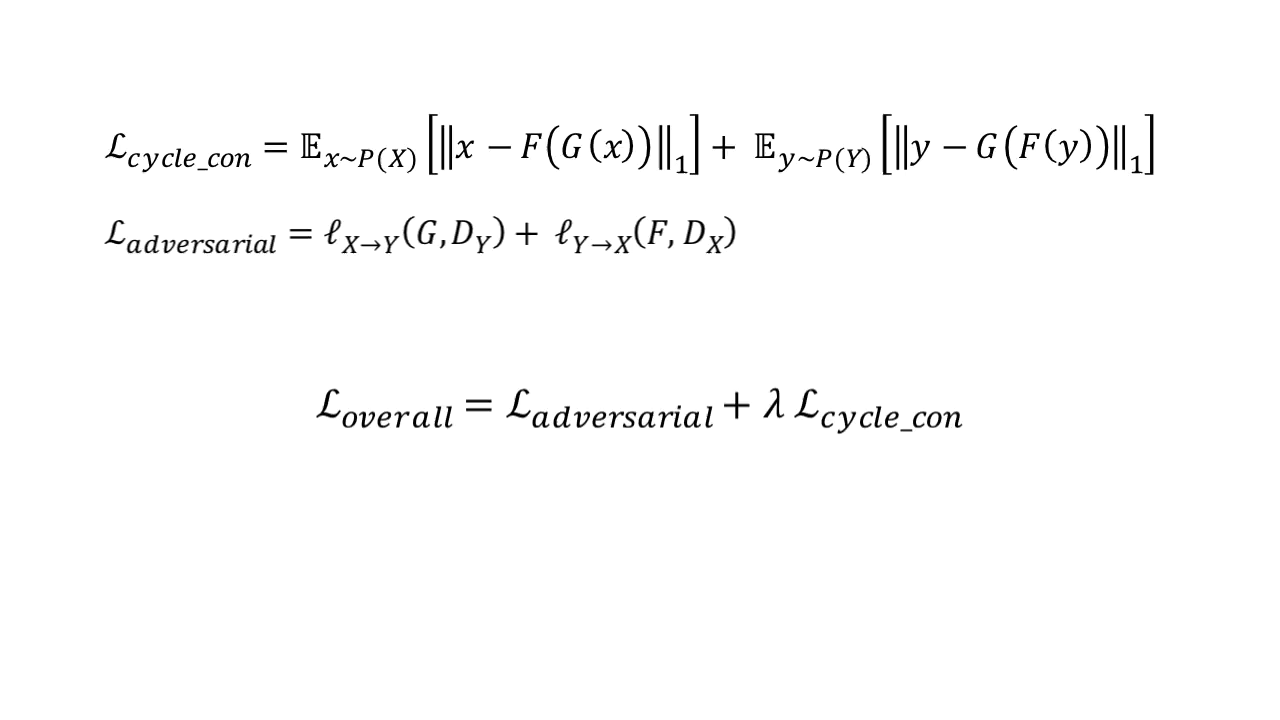 ℒ_{cycle_con} = 𝔼_{x~P(X)} [‖x − F(G(x))‖₁] + 𝔼_{y~P(Y)} [‖y − G(F(y))‖₁]
ℒ_{adversarial} = ℓ_{X→Y}(G, D_Y) + ℓ_{Y→X}(F, D_X)
ℒ_{overall} = ℒ_{adversarial} + λ ℒ_{cycle_con}